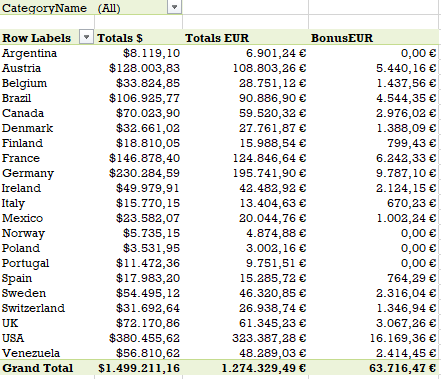 CategoryName (All)
Row Labels Totals $ Totals EUR BonusEUR
Argentina $8.119,10 6.901,24 € 0,00 €
Austria $128.003,83 108.803,26 € 5.440,16 €
Belgium $33.824,85 28.751,12 € 1.437,56 €
Brazil $106.925,77 90.886,90 € 4.544,35 €
Canada $70.023,90 59.520,32 € 2.976,02 €
Denmark $32.661,02 27.761,87 € 1.388,09 €
Finland $18.810,05 15.988,54 € 799,43 €
France $146.878,40 124.846,64 € 6.242,33 €
Germany $230.284,59 195.741,90 € 9.787,10 €
Ireland $49.979,91 42.482,92 € 2.124,15 €
Italy $15.770,15 13.404,63 € 670,23 €
Mexico $23.582,07 20.044,76 € 1.002,24 €
Norway $5.735,15 4.874,88 € 0,00 €
Poland $3.531,95 3.002,16 € 0,00 €
Portugal $11.472,36 9.751,51 € 0,00 €
Spain $17.983,20 15.285,72 € 764,29 €
Sweden $54.495,12 46.320,85 € 2.316,04 €
Switzerland $31.692,64 26.938,74 € 1.346,94 €
UK $72.170,86 61.345,23 € 3.067,26 €
USA $380.455,62 323.387,28 € 16.169,36 €
Venezuela $56.810,62 48.289,03 € 2.414,45 €
Grand Total $1.499.211,16 1.274.329,49 € 63.716,47 €